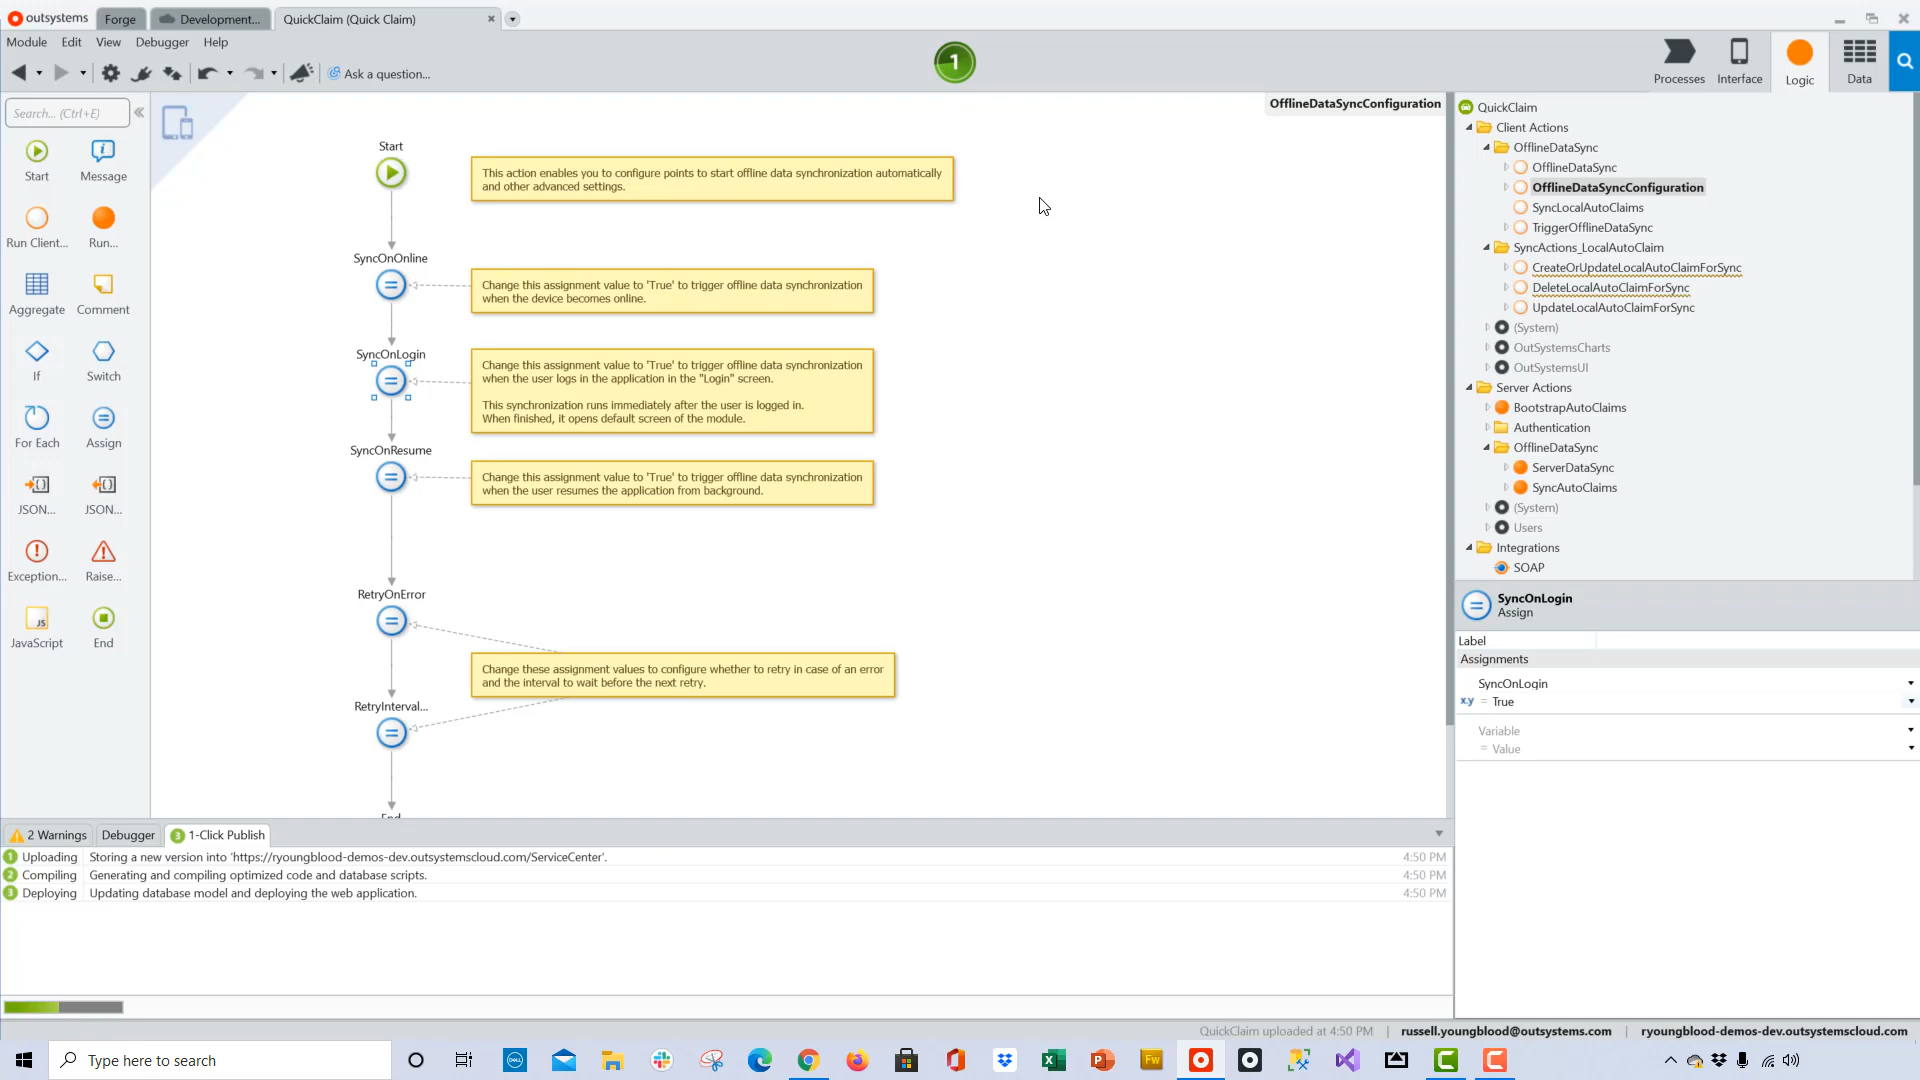 outsystems
Forge
Development...
QuickClaim (Quick Claim)
Module Edit View Debugger Help
Ask a question...
1
Processes
Interface
Logic
Data
Search... (Ctrl+E)
Start
Message
Run Client...
Run...
Aggregate
Comment
If
Switch
For Each
Assign
JSON...
JSON...
Exception...
Raise...
JS
JavaScript
End
OfflineDataSyncConfiguration
Start
This action enables you to configure points to start offline data synchronization automatically
and other advanced settings.
SyncOnOnline
Change this assignment value to 'True' to trigger offline data synchronization
when the device becomes online.
SyncOnLogin
Change this assignment value to 'True' to trigger offline data synchronization
when the user logs in the application in the "Login" screen.
This synchronization runs immediately after the user is logged in.
When finished, it opens default screen of the module.
SyncOnResume
Change this assignment value to 'True' to trigger offline data synchronization
when the user resumes the application from background.
RetryOnError
Change these assignment values to configure whether to retry in case of an error
and the interval to wait before the next retry.
RetryInterval...
End
QuickClaim
Client Actions
OfflineDataSync
OfflineDataSync
OfflineDataSyncConfiguration
SyncLocalAutoClaims
TriggerOfflineDataSync
SyncActions_LocalAutoClaim
CreateOrUpdateLocalAutoClaimForSync
DeleteLocalAutoClaimForSync
UpdateLocalAutoClaimForSync
(System)
OutSystemsCharts
OutSystemsUI
Server Actions
BootstrapAutoClaims
Authentication
OfflineDataSync
ServerDataSync
SyncAutoClaims
(System)
Users
Integrations
SOAP
SyncOnLogin
Assign
Label
Assignments
SyncOnLogin
x.y = True
Variable
= Value
2 Warnings
Debugger
3 1-Click Publish
1 Uploading Storing a new version into 'https://ryoungblood-demos-dev.outsystemscloud.com/ServiceCenter'. 4:50 PM
2 Compiling Generating and compiling optimized code and database scripts. 4:50 PM
3 Deploying Updating database model and deploying the web application. 4:50 PM
QuickClaim uploaded at 4:50 PM | russell.youngblood@outsystems.com | ryoungblood-demos-dev.outsystemscloud.com
Type here to search
DELL
Fw